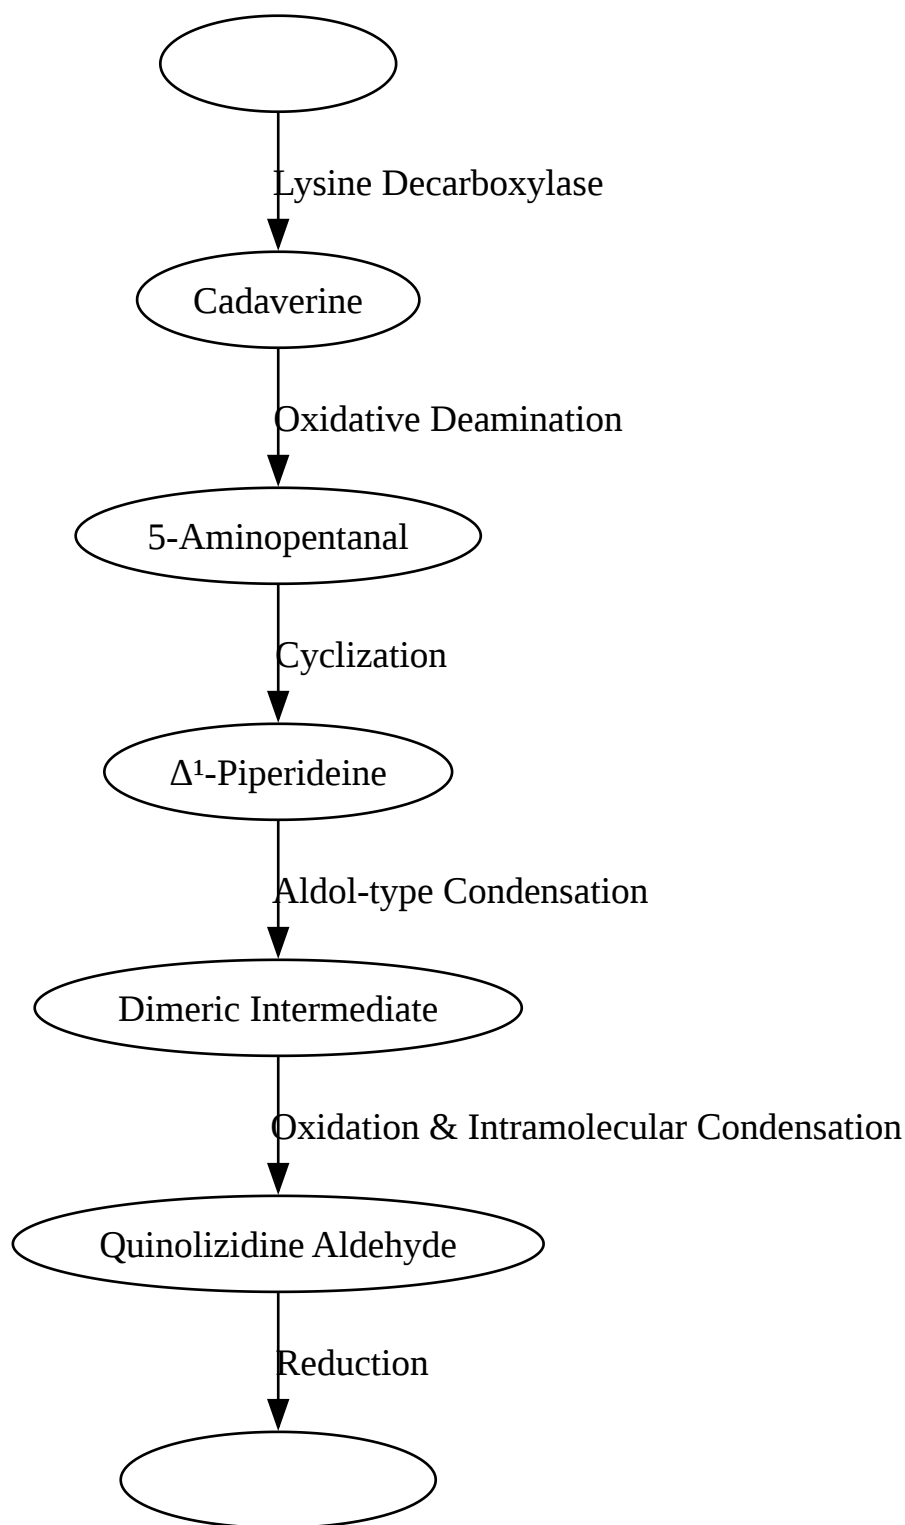 Lysine Decarboxylase
Cadaverine
Oxidative Deamination
5-Aminopentanal
Cyclization
Δ¹-Piperideine
Aldol-type Condensation
Dimeric Intermediate
Oxidation & Intramolecular Condensation
Quinolizidine Aldehyde
Reduction